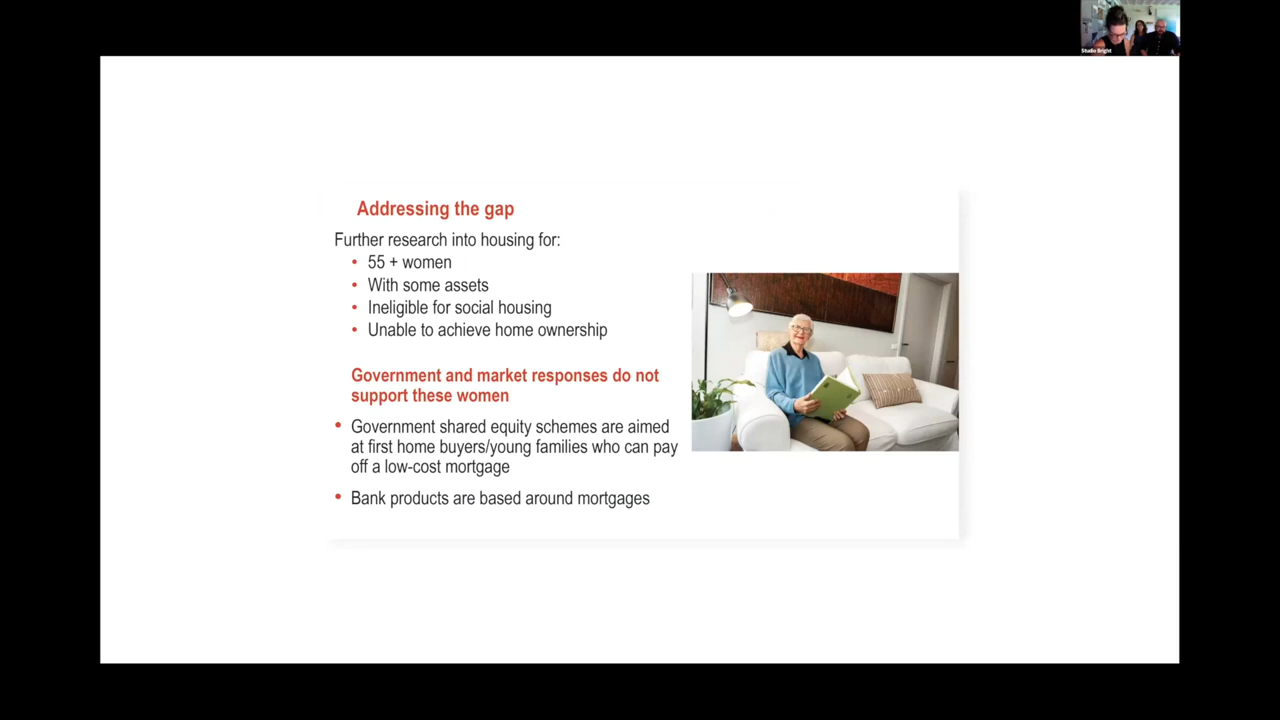 Studio Bright
Addressing the gap
Further research into housing for:
• 55 + women
• With some assets
• Ineligible for social housing
• Unable to achieve home ownership
Government and market responses do not
support these women
• Government shared equity schemes are aimed
at first home buyers/young families who can pay
off a low-cost mortgage
• Bank products are based around mortgages